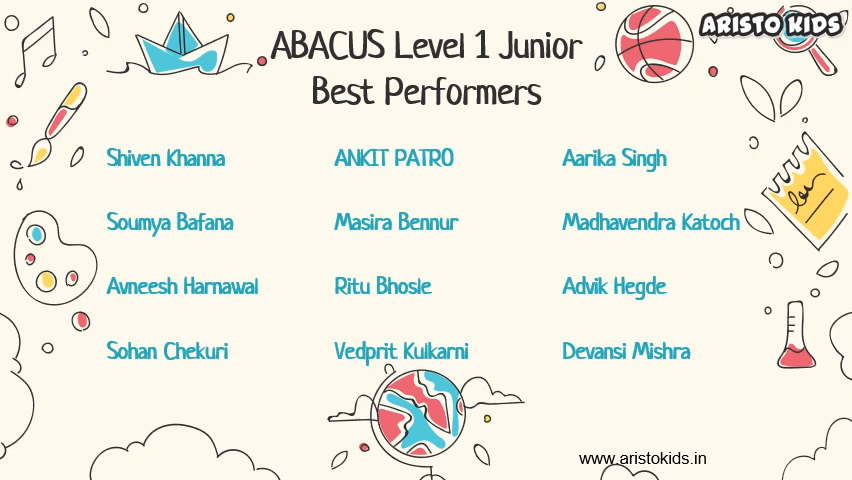 ARISTO KIDS
ABACUS Level 1 Junior
Best Performers
Shiven Khanna ANKIT PATRO Aarika Singh
Soumya Bafana Masira Bennur Madhavendra Katoch
Avneesh Harnawal Ritu Bhosle Advik Hegde
Sohan Chekuri Vedprit Kulkarni Devansi Mishra
www.aristokids.in